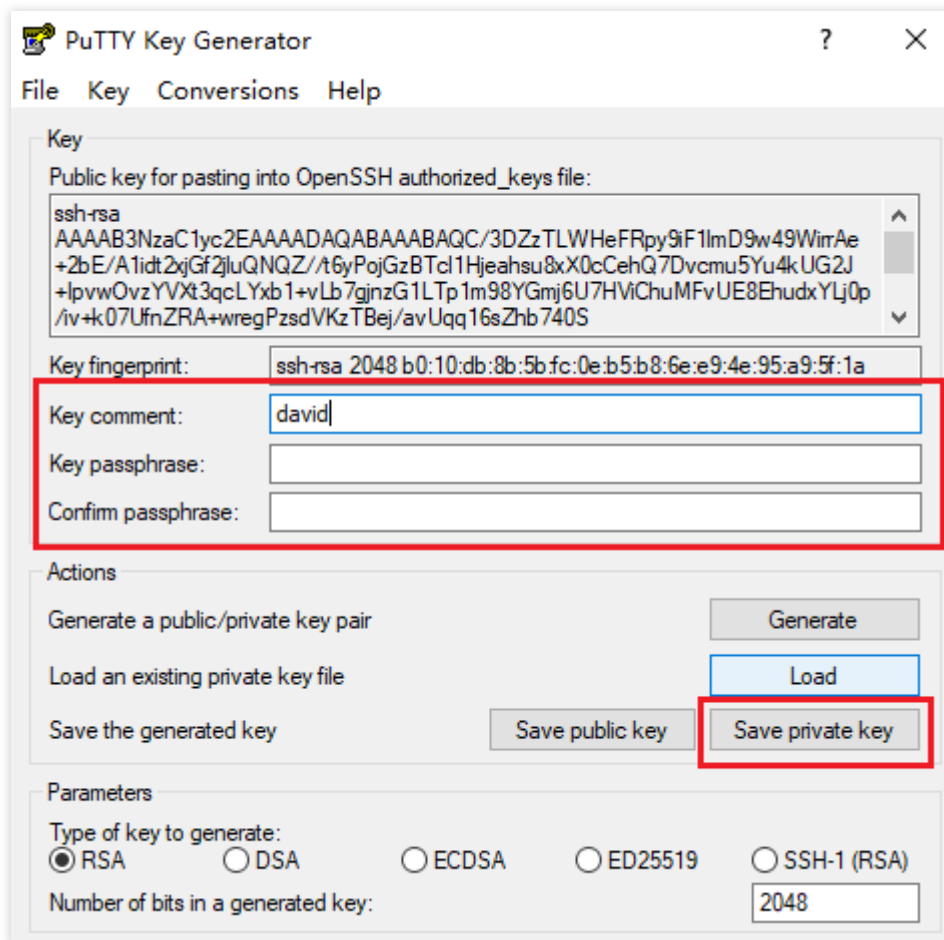 PuTTY Key Generator
?
File Key Conversions Help
Key
Public key for pasting into OpenSSH authorized_keys file:
ssh-rsa
AAAAB3NzaC1yc2EAAAADAQABAAABAQC/3DZzTLWHeFRpy9iF1ImD9w49WirrAe
+2bE/A1idt2xjGf2jluQNQZ//t6yPojGzBTcl1Hjeahsu8xX0cCehQ7Dvcmu5Yu4kUG2J
+IpvwOvzYVXt3qcLYxb1+vLb7gjnzG1LTp1m98YGmj6U7HViChuMFvUE8EhudxYLj0p
/iv+k07UfnZRA+wregPzsdVKzTBej/avUqq16sZhb740S
Key fingerprint: ssh-rsa 2048 b0:10:db:8b:5b:fc:0e:b5:b8:6e:e9:4e:95:a9:5f:1a
Key comment: david
Key passphrase:
Confirm passphrase:
Actions
Generate a public/private key pair Generate
Load an existing private key file Load
Save the generated key Save public key Save private key
Parameters
Type of key to generate:
RSA DSA ECDSA ED25519 SSH-1 (RSA)
Number of bits in a generated key: 2048